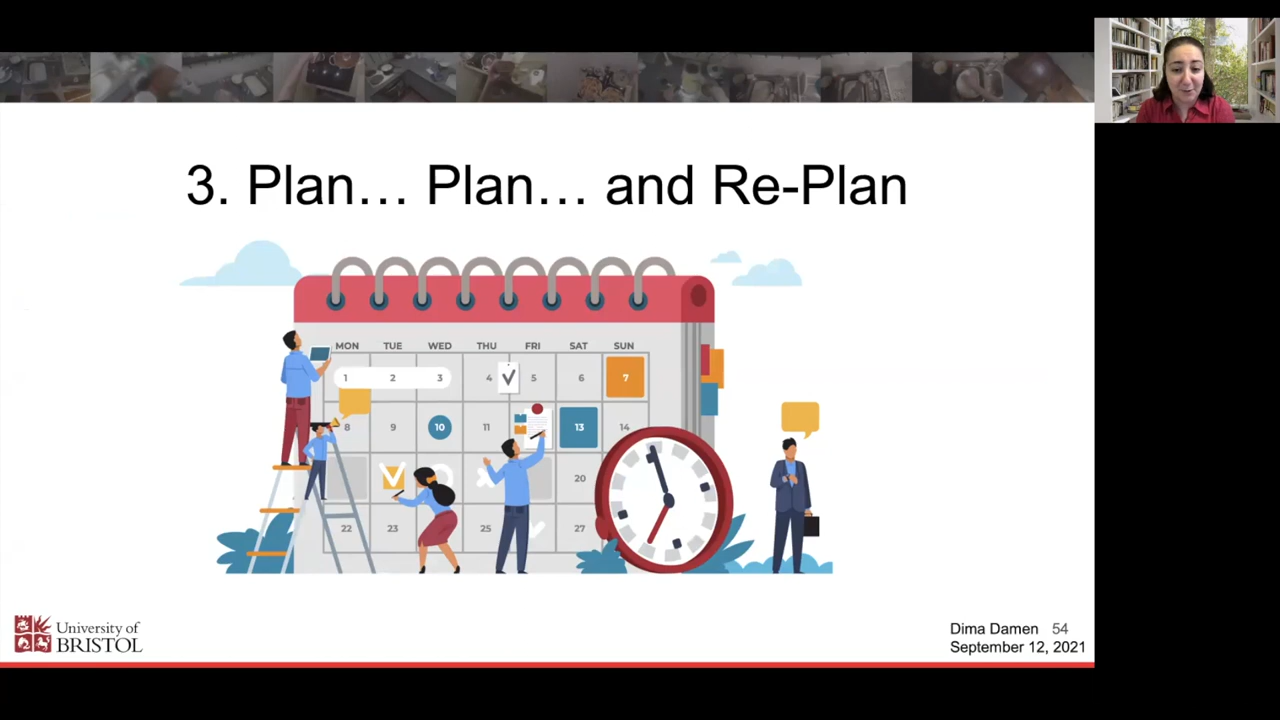 3. Plan... Plan... and Re-Plan
MON TUE WED THU FRI SAT SUN
1 2 3 4 5 6 7
8 9 10 11 13 14
20
22 23 25 27
University of
BRISTOL
Dima Damen 54
September 12, 2021